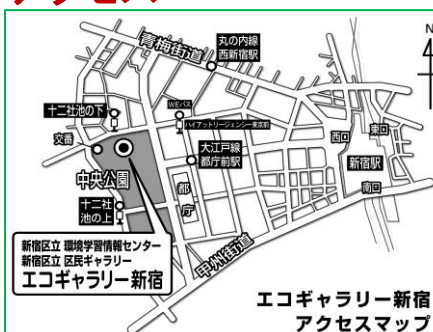 アクセス
青梅街道
丸の内線
西新宿駅
N
十二社池の下
WEバス
ハイアットリージェンシー東京前
交番
大江戸線
都庁前駅
西口
東口
新宿駅
南口
中央公園
都庁
十二社
池の上
甲州街道
新宿区立 環境学習情報センター
新宿区立 区民ギャラリー
エコギャラリー新宿
エコギャラリー新宿
アクセスマップ